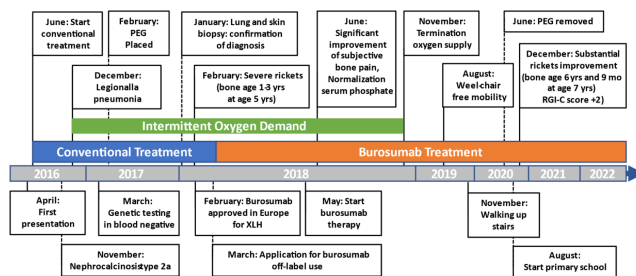 June: Start
conventional
treatment
February:
PEG
Placed
January: Lung and skin
biopsy: confirmation
of diagnosis
June:
Significant
improvement
of subjective
bone pain,
Normalization
serum phosphate
November:
Termination
oxygen supply
June: PEG removed
December:
Legionalla
pneumonia
February: Severe rickets
(bone age 1-3 yrs
at age 5 yrs)
August:
Weel-chair
free mobility
December: Substantial
rickets improvement
(bone age 6 yrs and 9 mo
at age 7 yrs)
RGI-C score +2)
Intermittent Oxygen Demand
Conventional Treatment
Burosumab Treatment
2016
2017
2018
2019
2020
2021
2022
April:
First
presentation
March:
Genetic testing
in blood negative
February: Burosumab
approved in Europe
for XLH
May: Start
burosumab
therapy
November:
Walking up
stairs
November:
Nephrocalcinosistype 2a
March: Application for burosumab
off-label use
August:
Start primary school